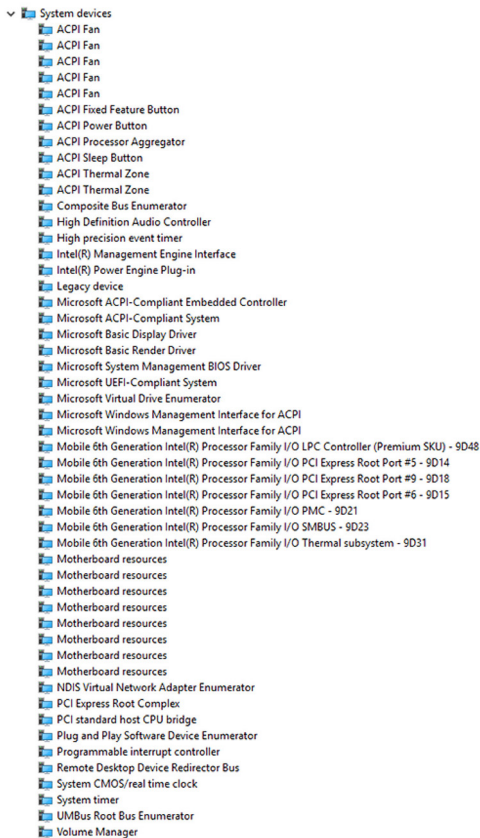 System devices
ACPI Fan
ACPI Fan
ACPI Fan
ACPI Fan
ACPI Fan
ACPI Fixed Feature Button
ACPI Power Button
ACPI Processor Aggregator
ACPI Sleep Button
ACPI Thermal Zone
ACPI Thermal Zone
Composite Bus Enumerator
High Definition Audio Controller
High precision event timer
Intel(R) Management Engine Interface
Intel(R) Power Engine Plug-in
Legacy device
Microsoft ACPI-Compliant Embedded Controller
Microsoft ACPI-Compliant System
Microsoft Basic Display Driver
Microsoft Basic Render Driver
Microsoft System Management BIOS Driver
Microsoft UEFI-Compliant System
Microsoft Virtual Drive Enumerator
Microsoft Windows Management Interface for ACPI
Microsoft Windows Management Interface for ACPI
Mobile 6th Generation Intel(R) Processor Family I/O LPC Controller (Premium SKU) - 9D48
Mobile 6th Generation Intel(R) Processor Family I/O PCI Express Root Port #5 - 9D14
Mobile 6th Generation Intel(R) Processor Family I/O PCI Express Root Port #9 - 9D18
Mobile 6th Generation Intel(R) Processor Family I/O PCI Express Root Port #6 - 9D15
Mobile 6th Generation Intel(R) Processor Family I/O PMC - 9D21
Mobile 6th Generation Intel(R) Processor Family I/O SMBUS - 9D23
Mobile 6th Generation Intel(R) Processor Family I/O Thermal subsystem - 9D31
Motherboard resources
Motherboard resources
Motherboard resources
Motherboard resources
Motherboard resources
Motherboard resources
Motherboard resources
Motherboard resources
NDIS Virtual Network Adapter Enumerator
PCI Express Root Complex
PCI standard host CPU bridge
Plug and Play Software Device Enumerator
Programmable interrupt controller
Remote Desktop Device Redirector Bus
System CMOS/real time clock
System timer
UMBus Root Bus Enumerator
Volume Manager